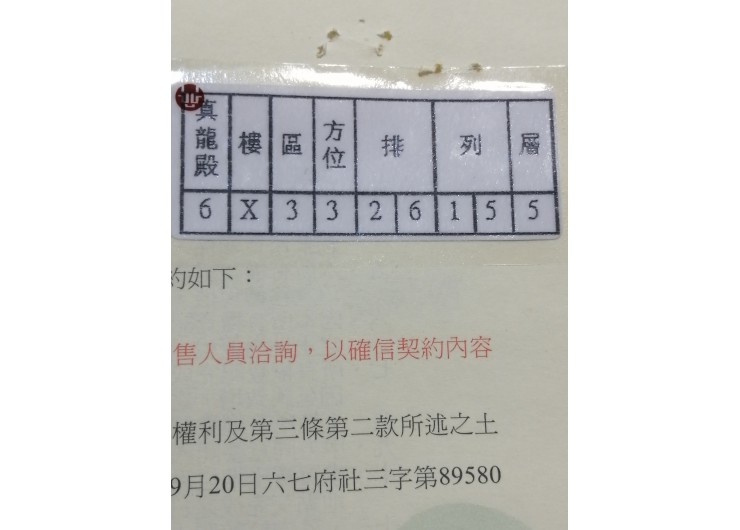 真龍殿 樓 區 方位 排 列 層
6 X 3 3 2 6 1 5 5
約如下：
售人員洽詢，以確信契約內容
權利及第三條第二款所述之土
9月20日六七府社三字第89580